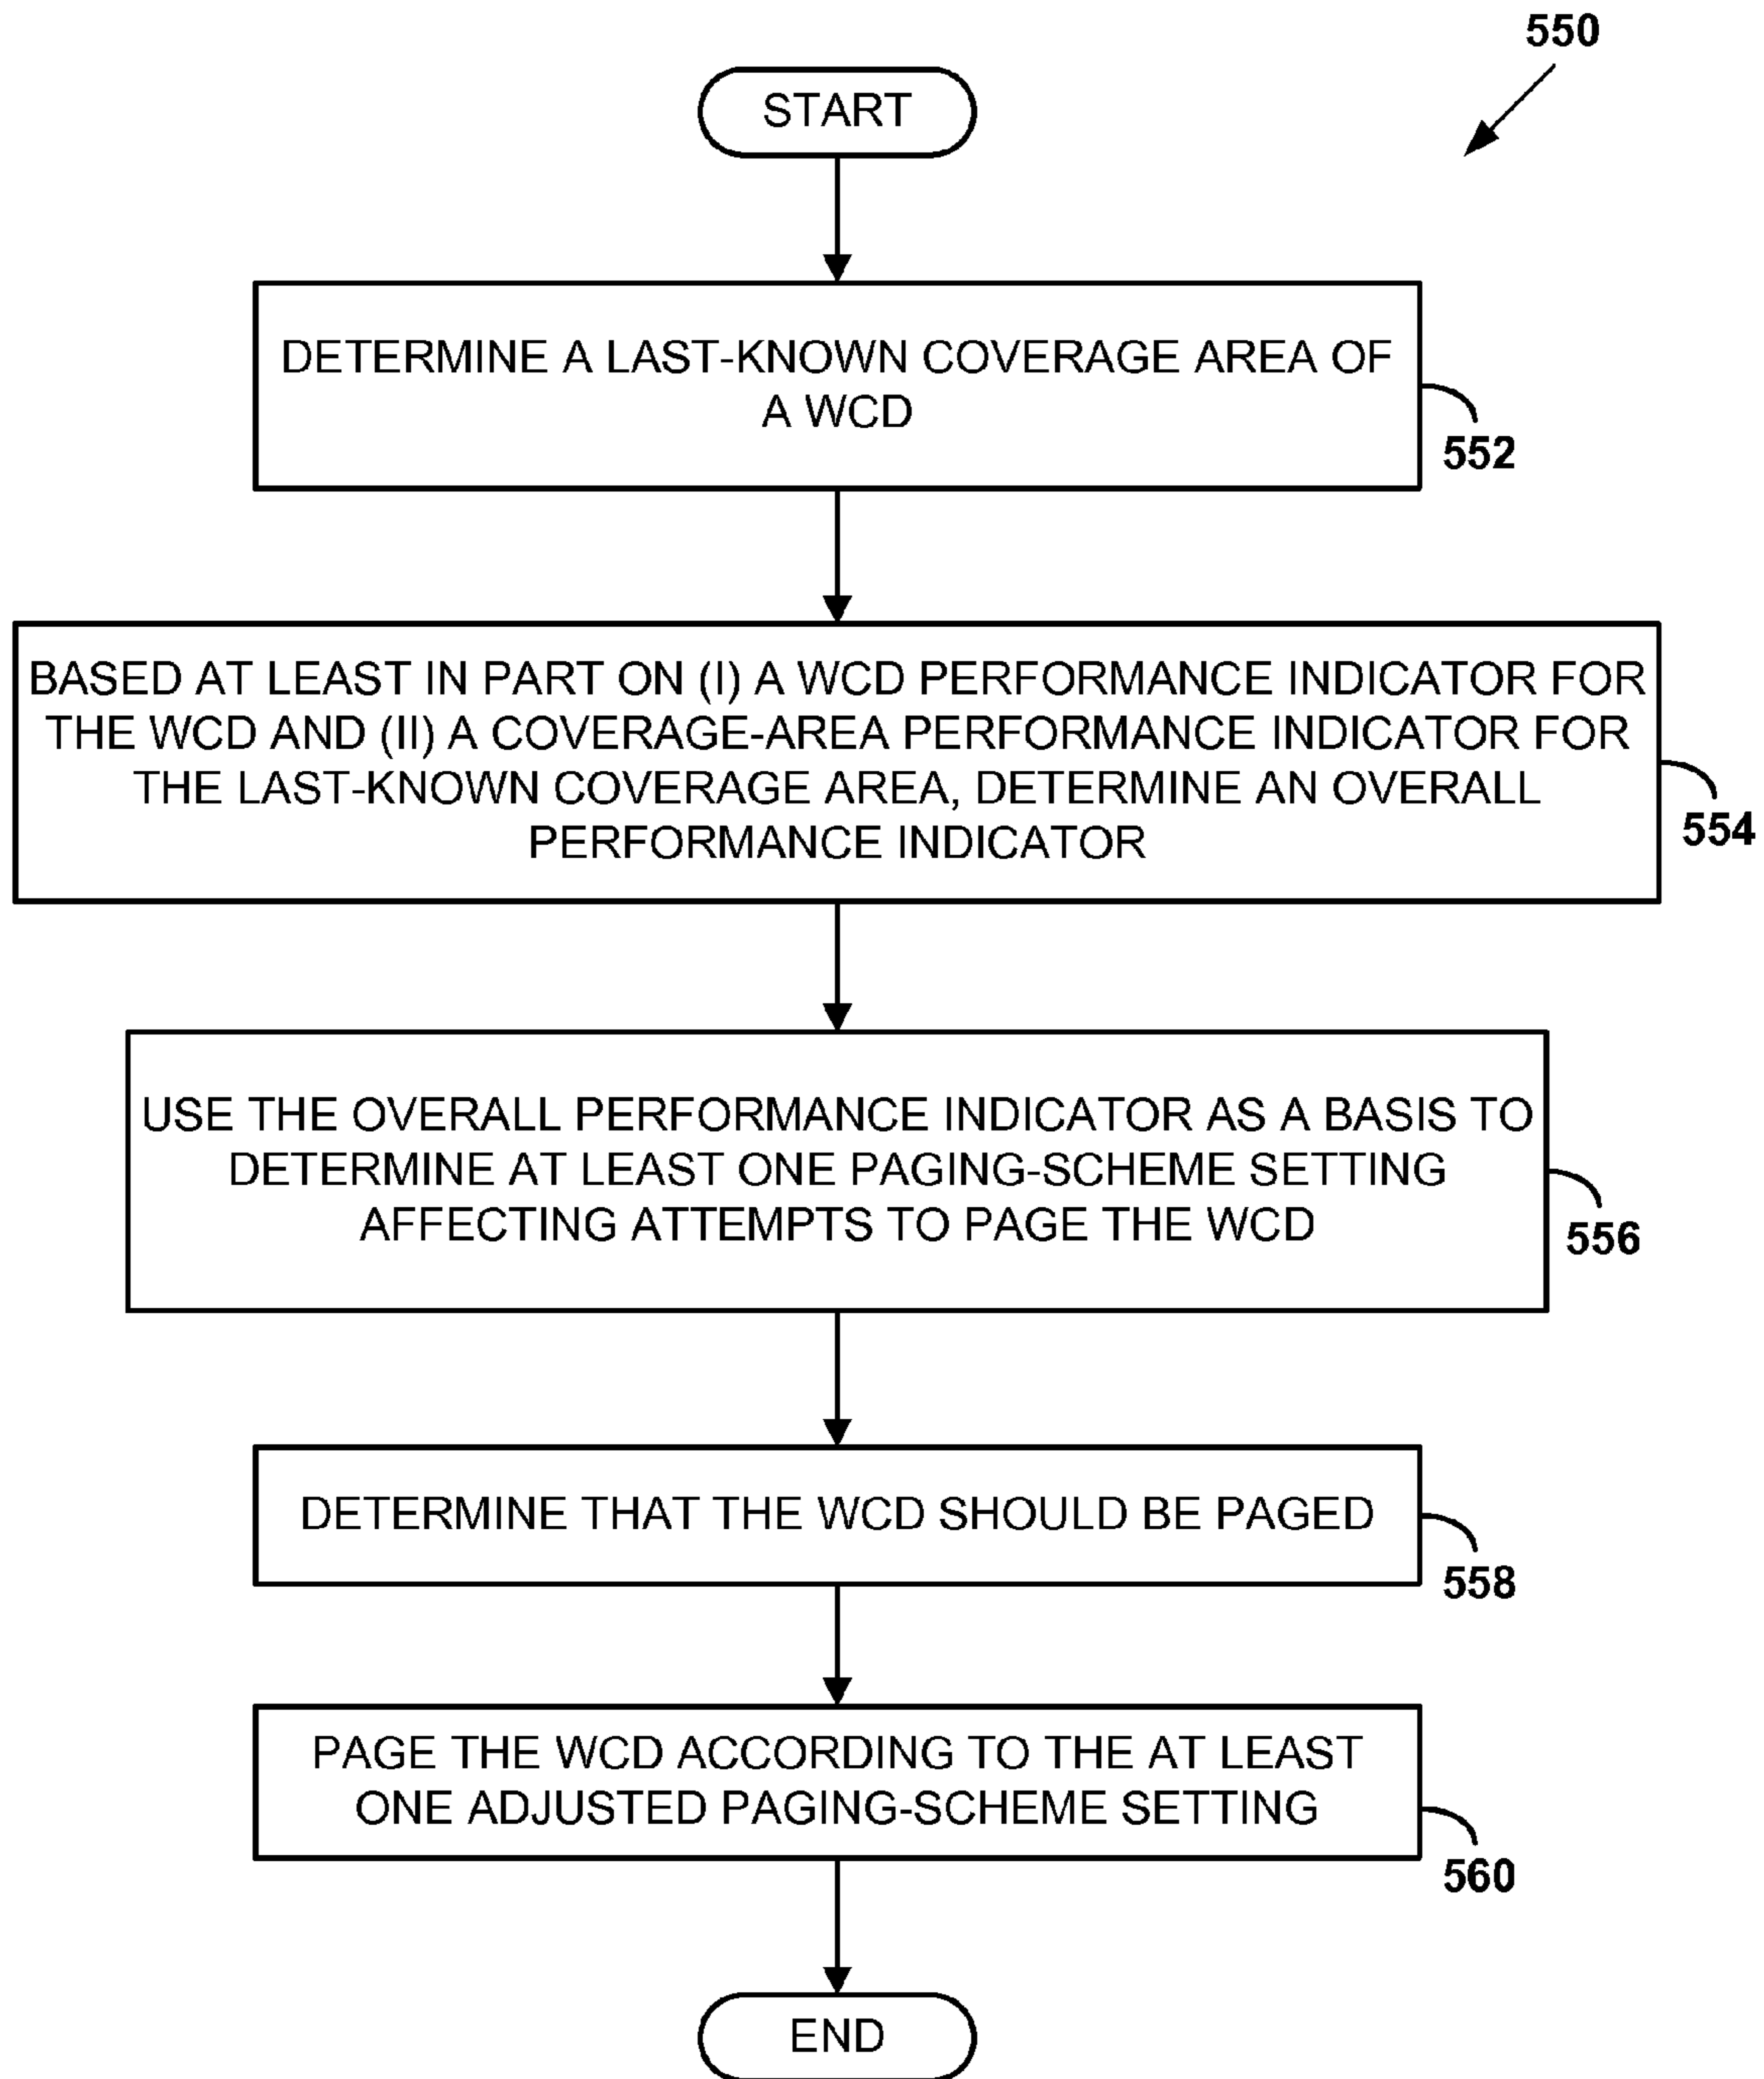 550
START
DETERMINE A LAST-KNOWN COVERAGE AREA OF
A WCD
552
BASED AT LEAST IN PART ON (I) A WCD PERFORMANCE INDICATOR FOR
THE WCD AND (II) A COVERAGE-AREA PERFORMANCE INDICATOR FOR
THE LAST-KNOWN COVERAGE AREA, DETERMINE AN OVERALL
PERFORMANCE INDICATOR
554
USE THE OVERALL PERFORMANCE INDICATOR AS A BASIS TO
DETERMINE AT LEAST ONE PAGING-SCHEME SETTING
AFFECTING ATTEMPTS TO PAGE THE WCD
556
DETERMINE THAT THE WCD SHOULD BE PAGED
558
PAGE THE WCD ACCORDING TO THE AT LEAST
ONE ADJUSTED PAGING-SCHEME SETTING
560
END